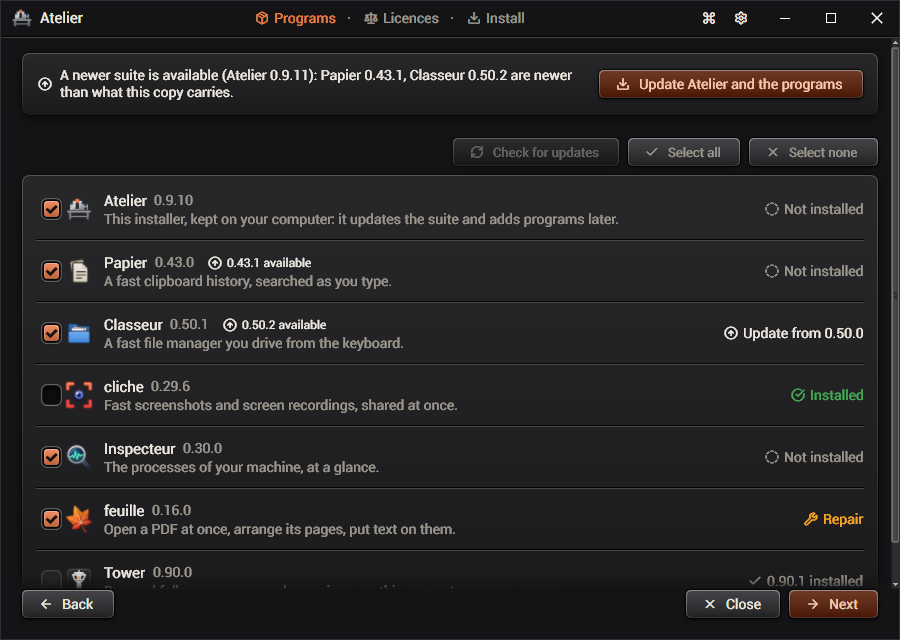 Atelier
Programs · Licences · Install
A newer suite is available (Atelier 0.9.11): Papier 0.43.1, Classeur 0.50.2 are newer
than what this copy carries.
Update Atelier and the programs
Check for updates
Select all
Select none
Atelier 0.9.10
This installer, kept on your computer: it updates the suite and adds programs later.
Not installed
Papier 0.43.0 0.43.1 available
A fast clipboard history, searched as you type.
Not installed
Classeur 0.50.1 0.50.2 available
A fast file manager you drive from the keyboard.
Update from 0.50.0
cliche 0.29.6
Fast screenshots and screen recordings, shared at once.
Installed
Inspecteur 0.30.0
The processes of your machine, at a glance.
Not installed
feuille 0.16.0
Open a PDF at once, arrange its pages, put text on them.
Repair
Tower 0.90.0
0.90.1 installed
Back
Close
Next